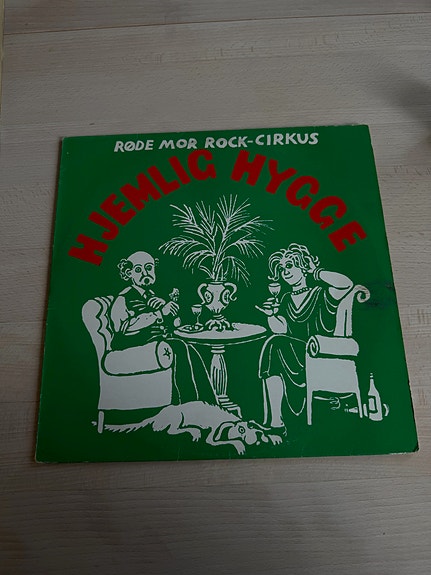 RØDE MOR ROCK-CIRKUS
HJEMLIG HYGGE